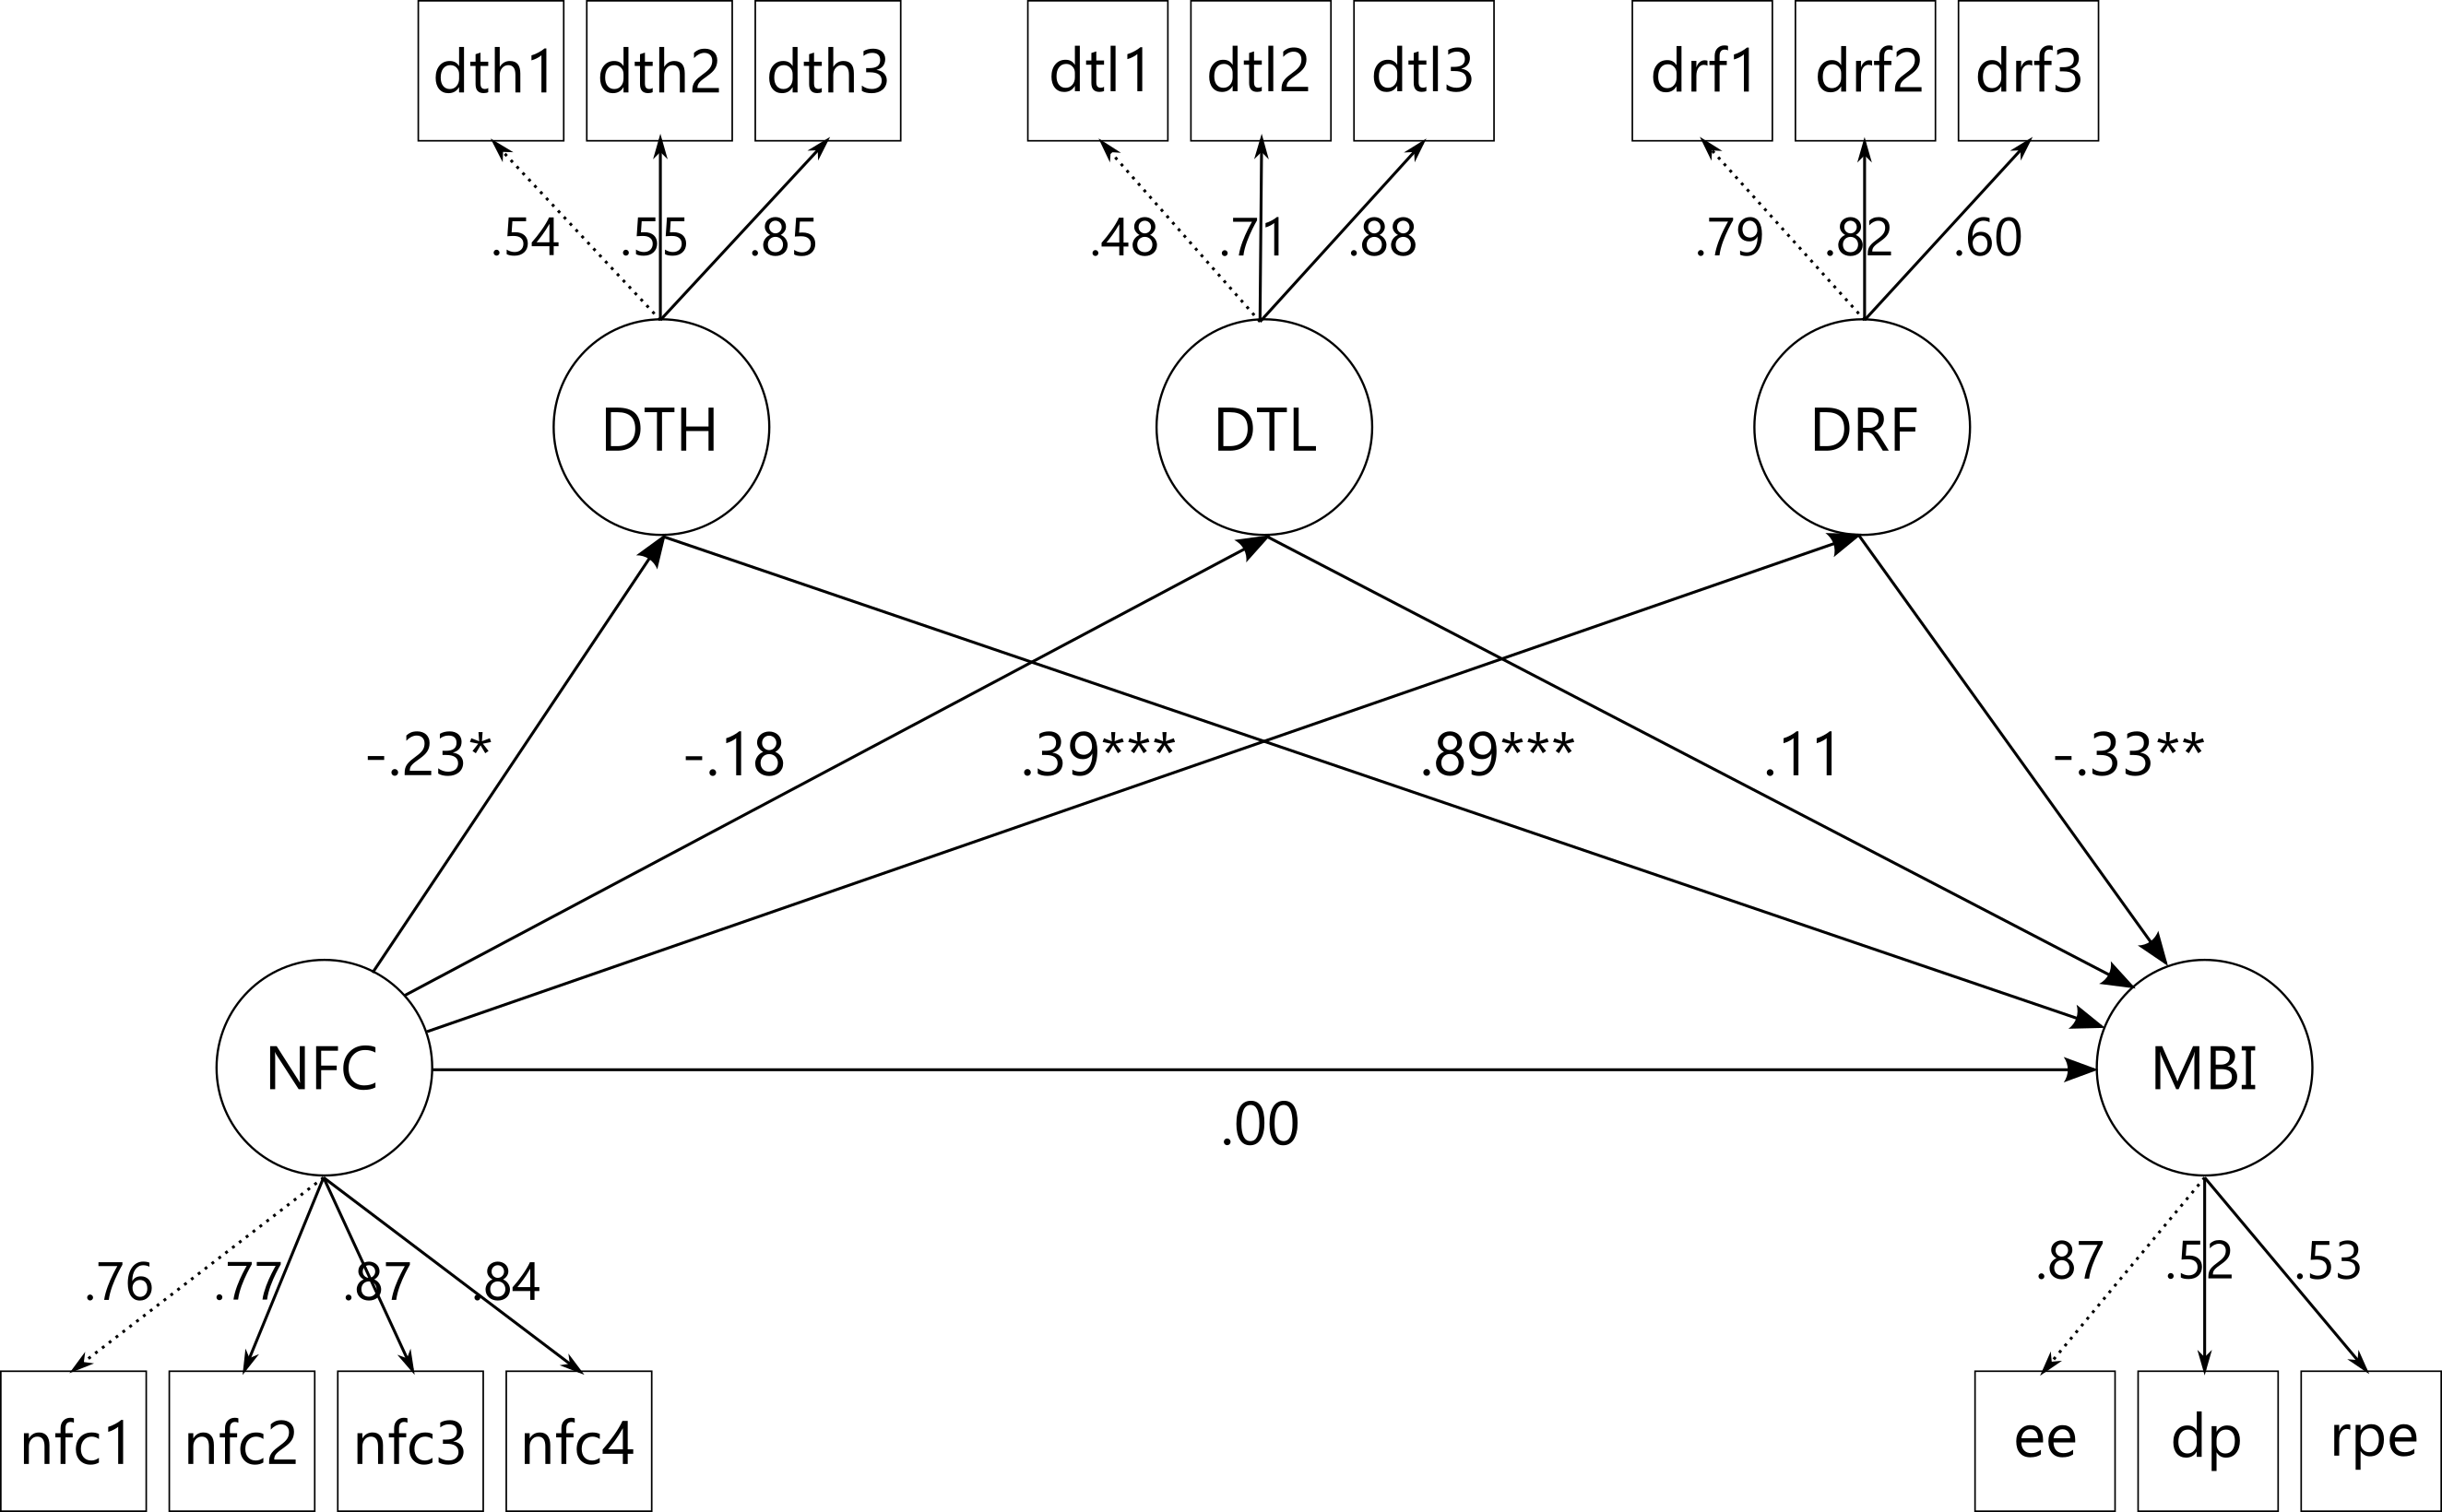 dth1 dth2 dth3 dtl1 dtl2 dtl3 drf1 drf2 drf3
.54 .55 .85 .48 .71 .88 .79 .82 .60
DTH DTL DRF
-.23* -.18 .39*** .89*** .11 -.33**
NFC MBI
.00
.76 .77 .87 .84 .87 .52 .53
nfc1 nfc2 nfc3 nfc4 ee dp rpe